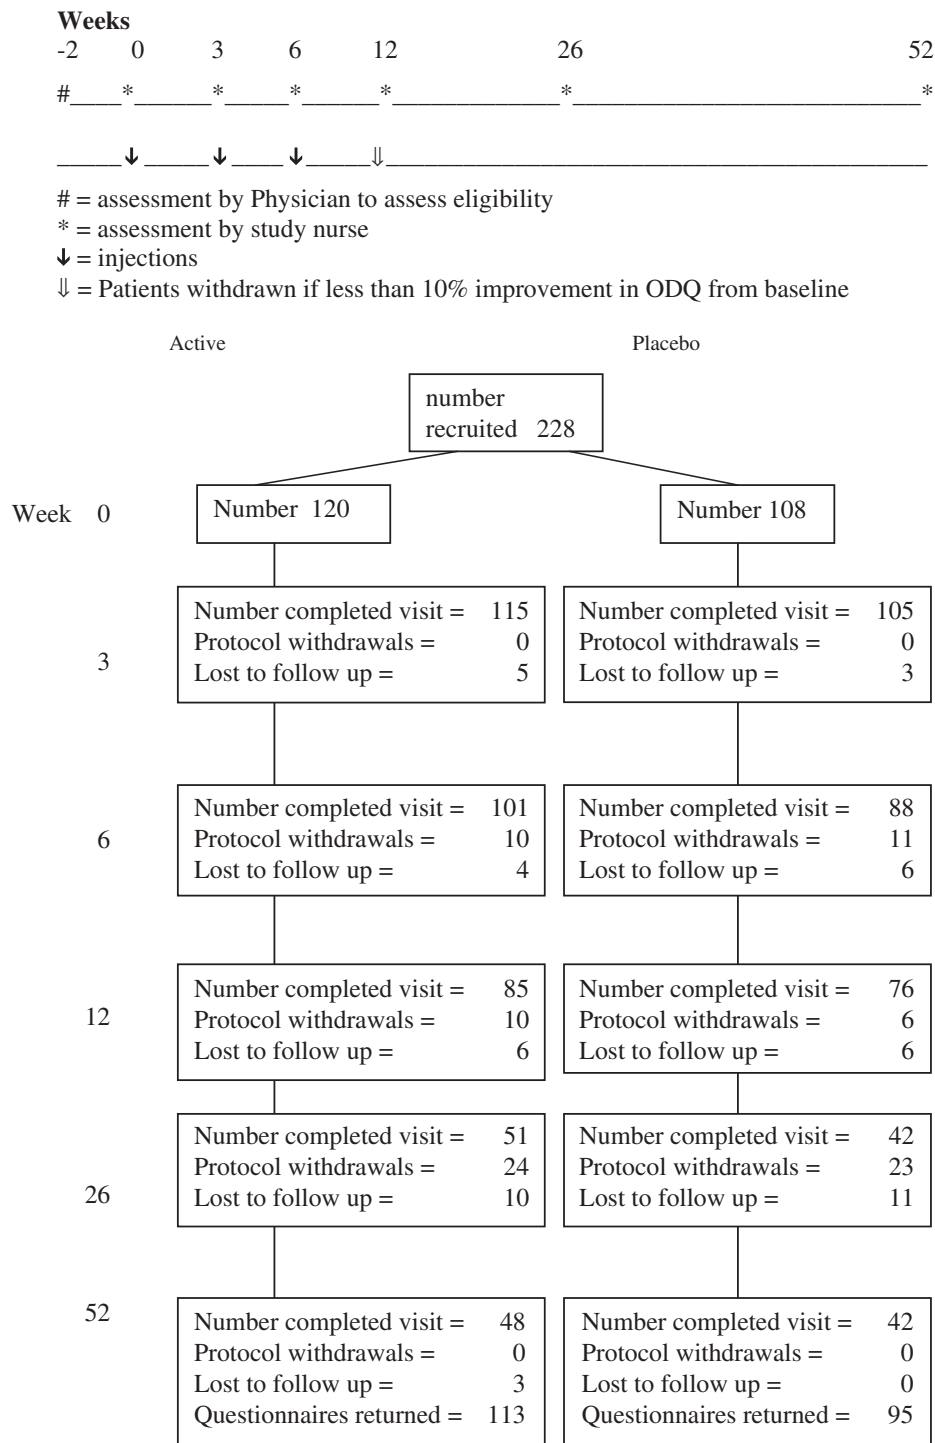 Weeks
-2 0 3 6 12 26 52
#____*______*_____*______*_____________*___________________________*
_____↓_____↓____↓_____⇓__________________________________________
# = assessment by Physician to assess eligibility
* = assessment by study nurse
↓ = injections
⇓ = Patients withdrawn if less than 10% improvement in ODQ from baseline
Active Placebo
number
recruited 228
Week 0 Number 120 Number 108
Number completed visit = 115 Number completed visit = 105
Protocol withdrawals = 0 Protocol withdrawals = 0
3
Lost to follow up = 5 Lost to follow up = 3
Number completed visit = 101 Number completed visit = 88
6 Protocol withdrawals = 10 Protocol withdrawals = 11
Lost to follow up = 4 Lost to follow up = 6
Number completed visit = 85 Number completed visit = 76
12 Protocol withdrawals = 10 Protocol withdrawals = 6
Lost to follow up = 6 Lost to follow up = 6
Number completed visit = 51 Number completed visit = 42
Protocol withdrawals = 24 Protocol withdrawals = 23
26 Lost to follow up = 10 Lost to follow up = 11
52 Number completed visit = 48 Number completed visit = 42
Protocol withdrawals = 0 Protocol withdrawals = 0
Lost to follow up = 3 Lost to follow up = 0
Questionnaires returned = 113 Questionnaires returned = 95